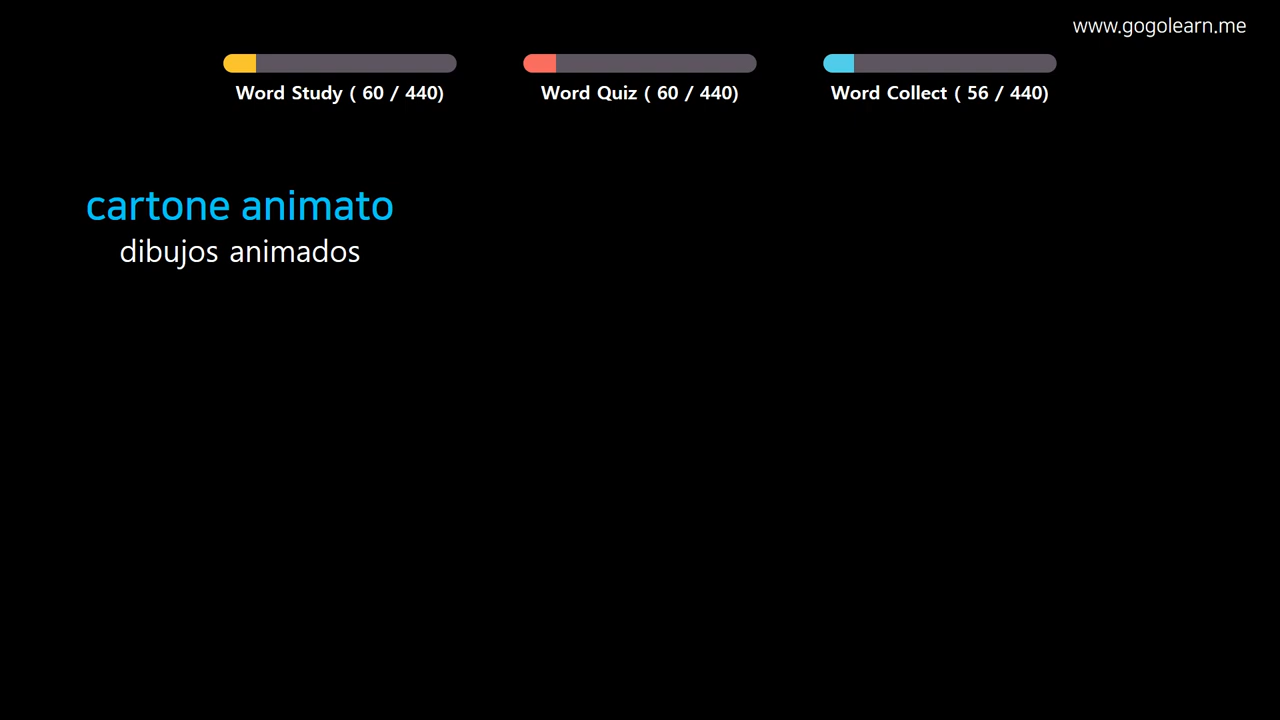 www.gogolearn.me
Word Study ( 60 / 440)
Word Quiz ( 60 / 440)
Word Collect ( 56 / 440)
cartone animato
dibujos animados